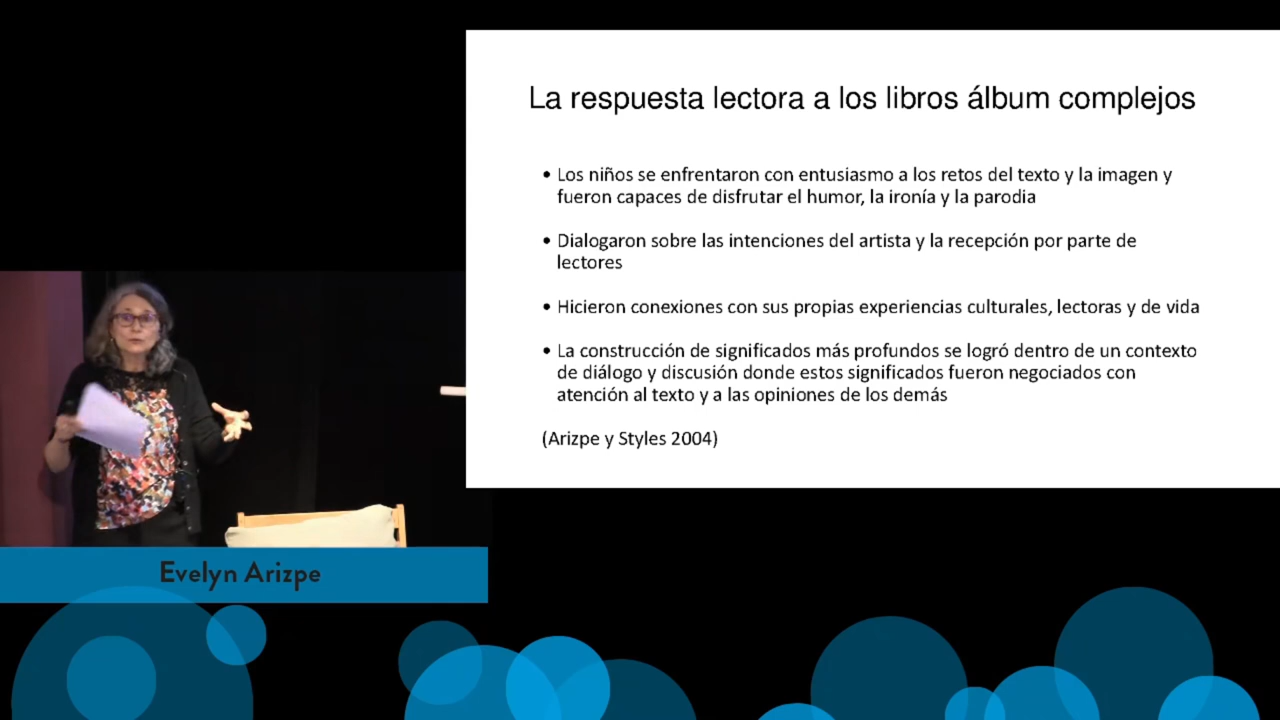 La respuesta lectora a los libros álbum complejos
• Los niños se enfrentaron con entusiasmo a los retos del texto y la imagen y
fueron capaces de disfrutar el humor, la ironía y la parodia
• Dialogaron sobre las intenciones del artista y la recepción por parte de
lectores
• Hicieron conexiones con sus propias experiencias culturales, lectoras y de vida
• La construcción de significados más profundos se logró dentro de un contexto
de diálogo y discusión donde estos significados fueron negociados con
atención al texto y a las opiniones de los demás
(Arizpe y Styles 2004)
Evelyn Arizpe